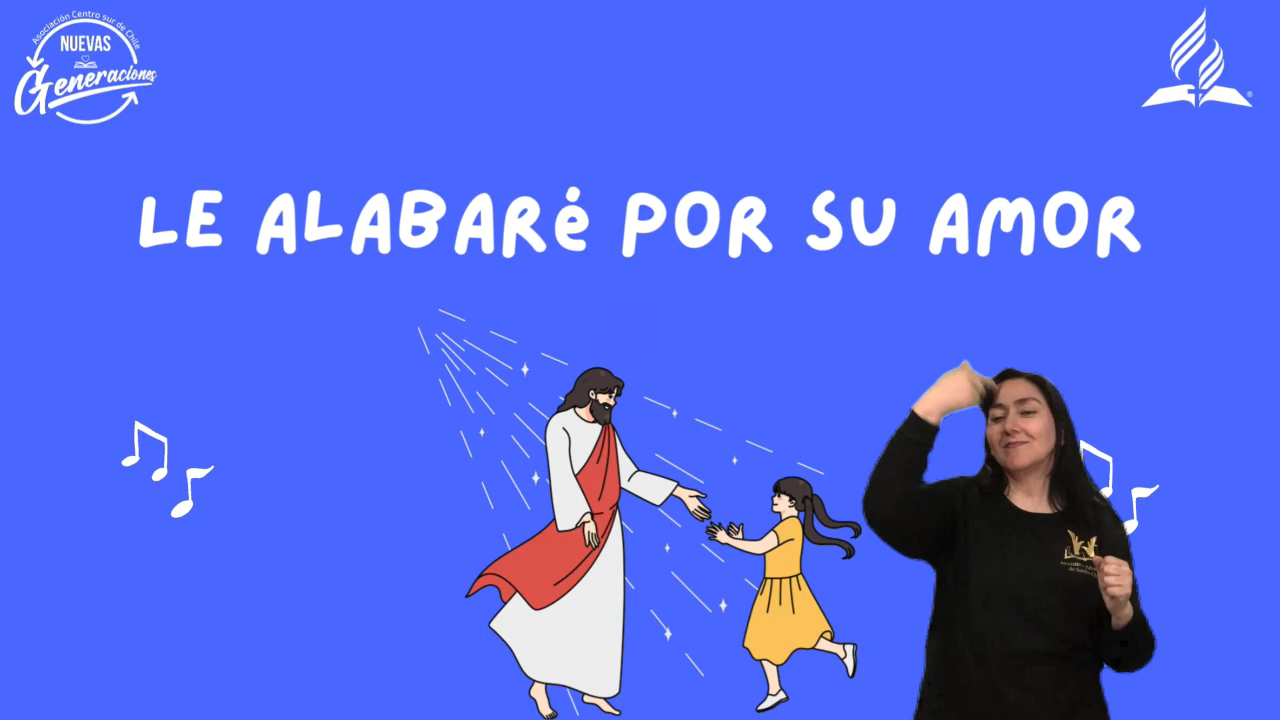 Asociación Centro sur de Chile
NUEVAS
Generaciones
LE ALABARé POR SU AMOR